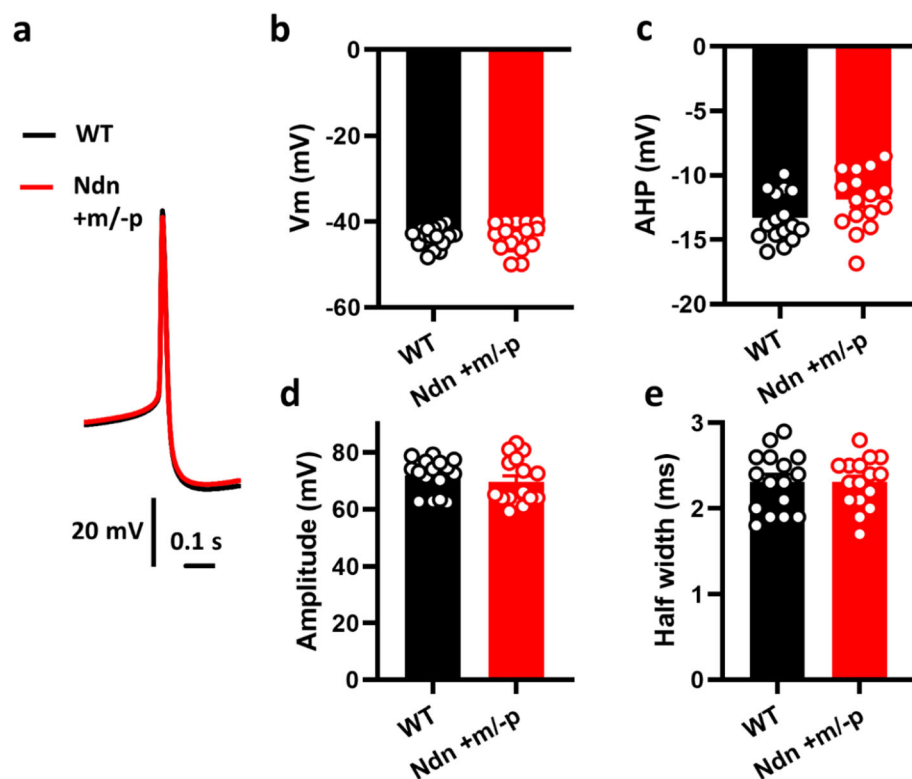 a
WT
Ndn
+m/-p
20 mV
0.1 s
b
Vm (mV)
0
-20
-40
-60
WT
Ndn +m/-p
c
AHP (mV)
0
-5
-10
-15
-20
WT
Ndn +m/-p
d
Amplitude (mV)
80
60
40
20
0
WT
Ndn +m/-p
e
Half width (ms)
3
2
1
0
WT
Ndn +m/-p